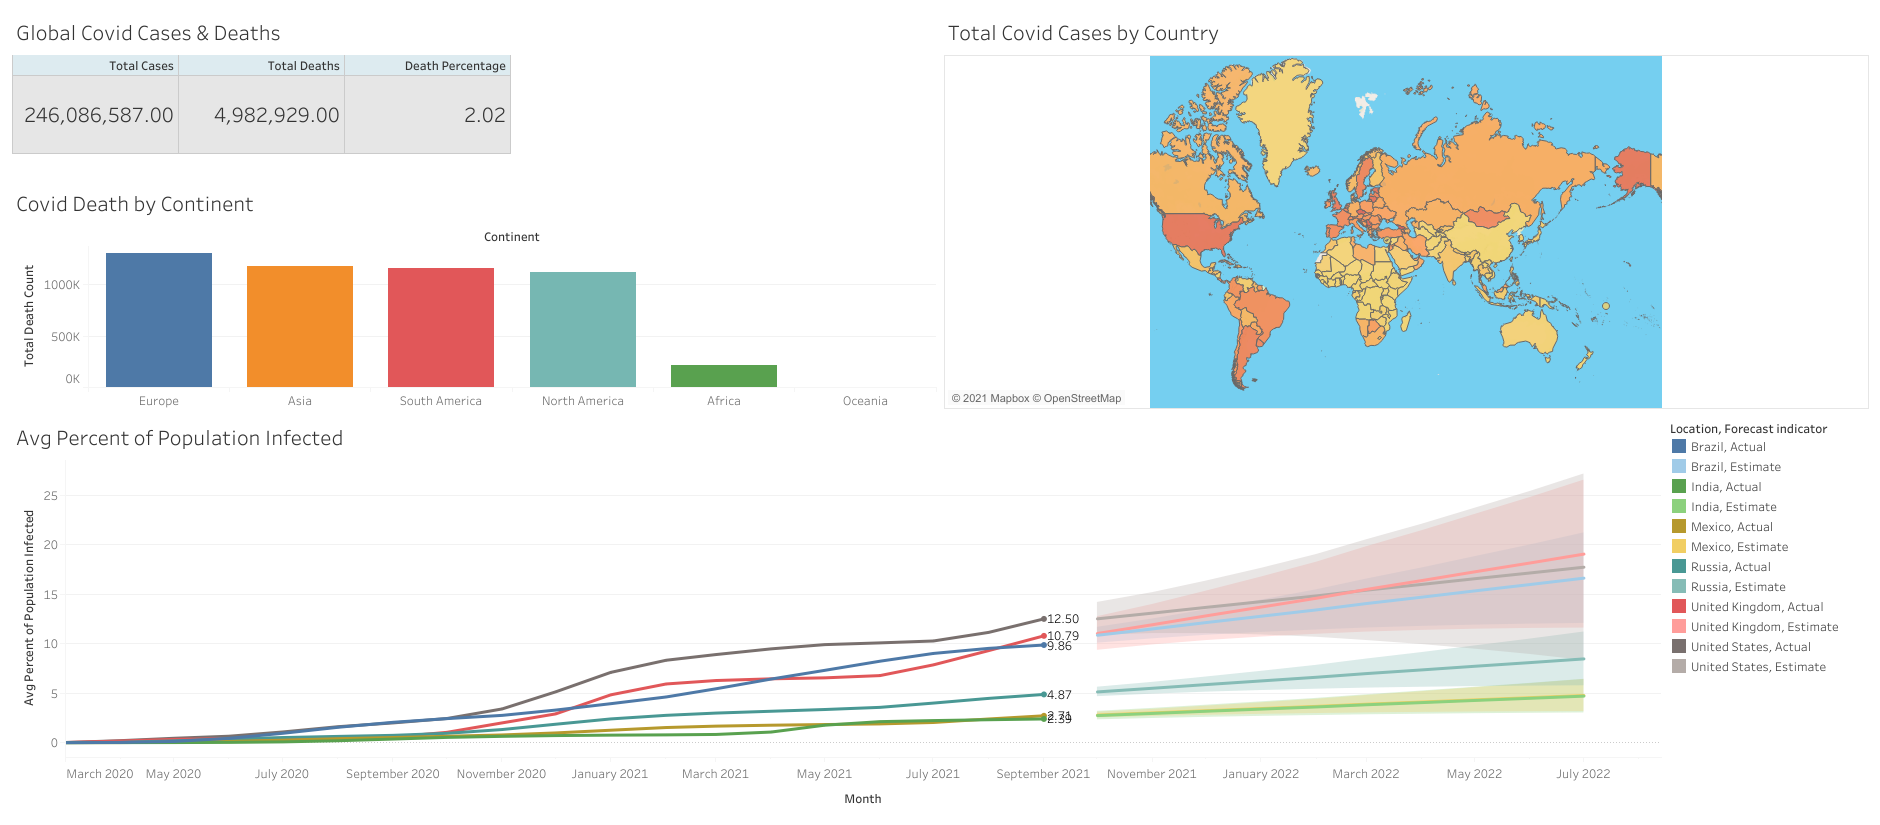 Global Covid Cases & Deaths
Total Cases Total Deaths Death Percentage
246,086,587.00 4,982,929.00 2.02
Total Covid Cases by Country
© 2021 Mapbox © OpenStreetMap
Covid Death by Continent
Continent
Total Death Count
1000K
500K
0K
Europe Asia South America North America Africa Oceania
Avg Percent of Population Infected
Avg Percent of Population Infected
25
20
15
10
5
0
12.50
10.79
9.86
4.87
2.71
2.39
March 2020 May 2020 July 2020 September 2020 November 2020 January 2021 March 2021 May 2021 July 2021 September 2021 November 2021 January 2022 March 2022 May 2022 July 2022
Month
Location, Forecast indicator
Brazil, Actual
Brazil, Estimate
India, Actual
India, Estimate
Mexico, Actual
Mexico, Estimate
Russia, Actual
Russia, Estimate
United Kingdom, Actual
United Kingdom, Estimate
United States, Actual
United States, Estimate